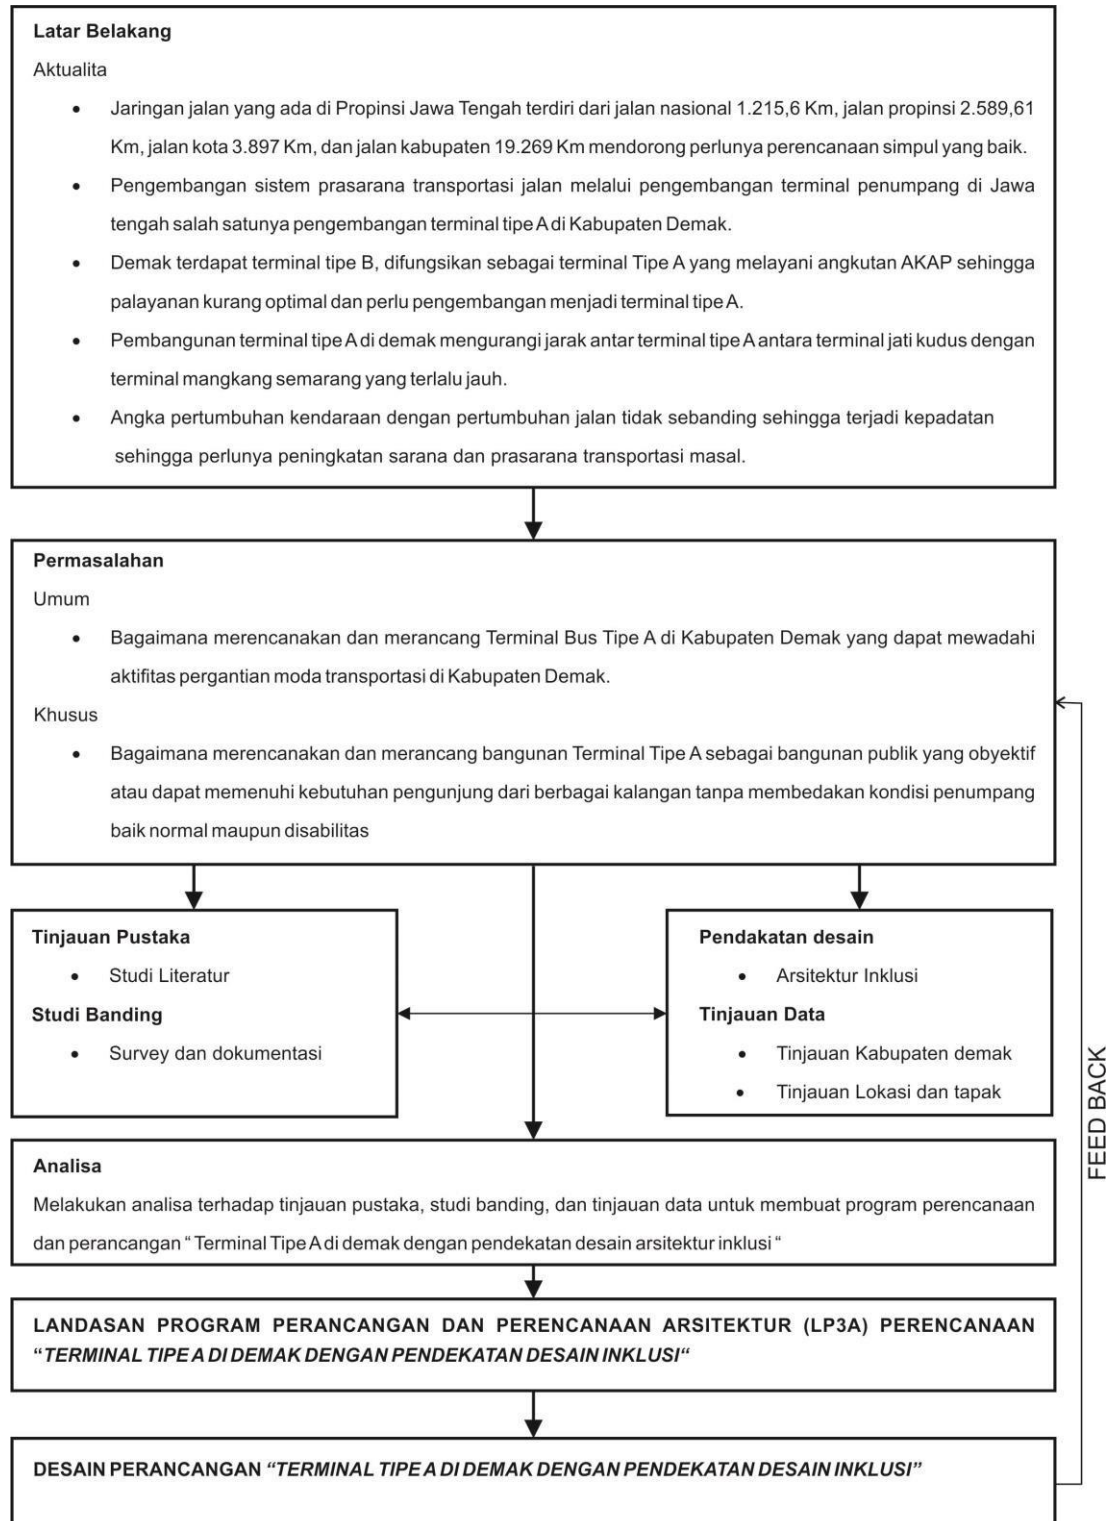 Latar Belakang
Aktualita
• Jaringan jalan yang ada di Propinsi Jawa Tengah terdiri dari jalan nasional 1.215,6 Km, jalan propinsi 2.589,61
Km, jalan kota 3.897 Km, dan jalan kabupaten 19.269 Km mendorong perlunya perencanaan simpul yang baik.
• Pengembangan sistem prasarana transportasi jalan melalui pengembangan terminal penumpang di Jawa
tengah salah satunya pengembangan terminal tipe A di Kabupaten Demak.
• Demak terdapat terminal tipe B, difungsikan sebagai terminal Tipe A yang melayani angkutan AKAP sehingga
palayanan kurang optimal dan perlu pengembangan menjadi terminal tipe A.
• Pembangunan terminal tipe A di demak mengurangi jarak antar terminal tipe A antara terminal jati kudus dengan
terminal mangkang semarang yang terlalu jauh.
• Angka pertumbuhan kendaraan dengan pertumbuhan jalan tidak sebanding sehingga terjadi kepadatan
sehingga perlunya peningkatan sarana dan prasarana transportasi masal.
Permasalahan
Umum
• Bagaimana merencanakan dan merancang Terminal Bus Tipe A di Kabupaten Demak yang dapat mewadahi
aktifitas pergantian moda transportasi di Kabupaten Demak.
Khusus
• Bagaimana merencanakan dan merancang bangunan Terminal Tipe A sebagai bangunan publik yang obyektif
atau dapat memenuhi kebutuhan pengunjung dari berbagai kalangan tanpa membedakan kondisi penumpang
baik normal maupun disabilitas
Tinjauan Pustaka
• Studi Literatur
Studi Banding
• Survey dan dokumentasi
Pendakatan desain
• Arsitektur Inklusi
Tinjauan Data
• Tinjauan Kabupaten demak
• Tinjauan Lokasi dan tapak
FEED BACK
Analisa
Melakukan analisa terhadap tinjauan pustaka, studi banding, dan tinjauan data untuk membuat program perencanaan
dan perancangan “ Terminal Tipe A di demak dengan pendekatan desain arsitektur inklusi “
LANDASAN PROGRAM PERANCANGAN DAN PERENCANAAN ARSITEKTUR (LP3A) PERENCANAAN
“TERMINAL TIPE A DI DEMAK DENGAN PENDEKATAN DESAIN INKLUSI“
DESAIN PERANCANGAN “TERMINAL TIPE A DI DEMAK DENGAN PENDEKATAN DESAIN INKLUSI”